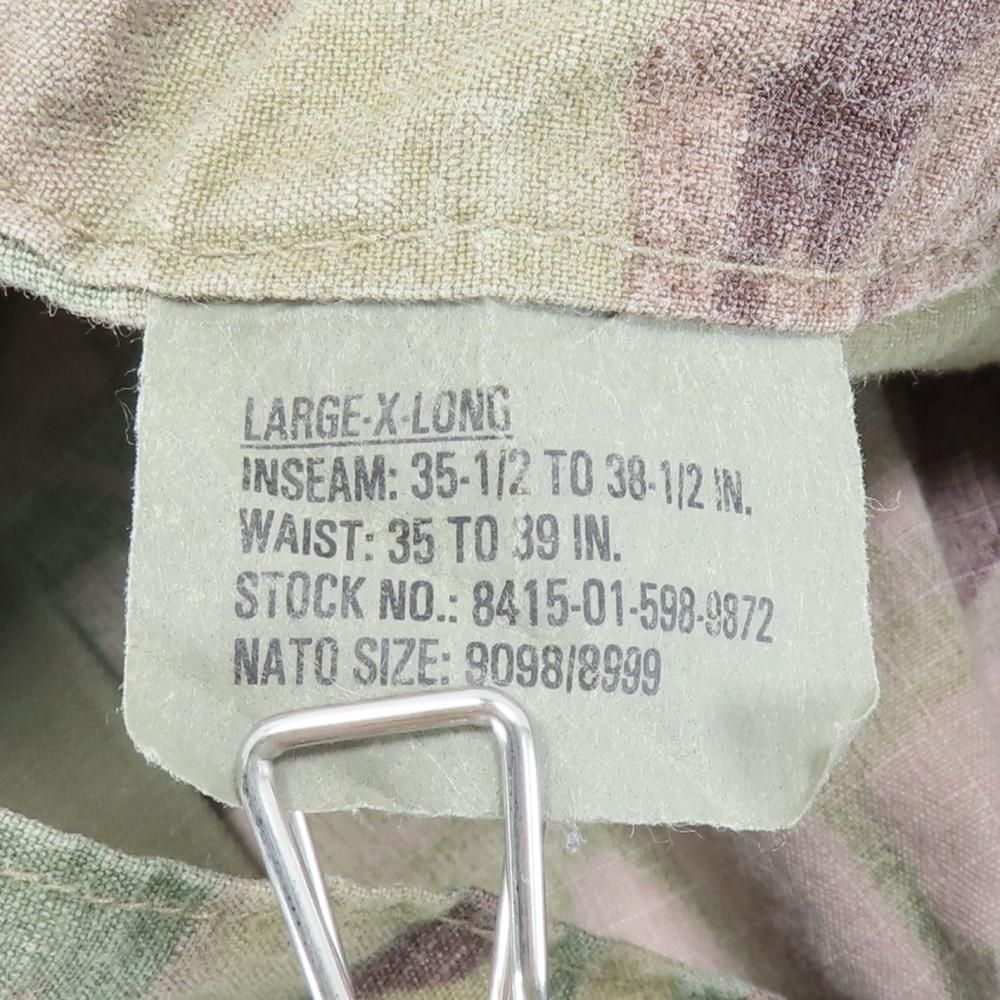 LARGE-X-LONG
INSEAM: 35-1/2 TO 38-1/2 IN.
WAIST: 35 TO 39 IN.
STOCK NO.: 8415-01-598-9872
NATO SIZE: 9098/8999